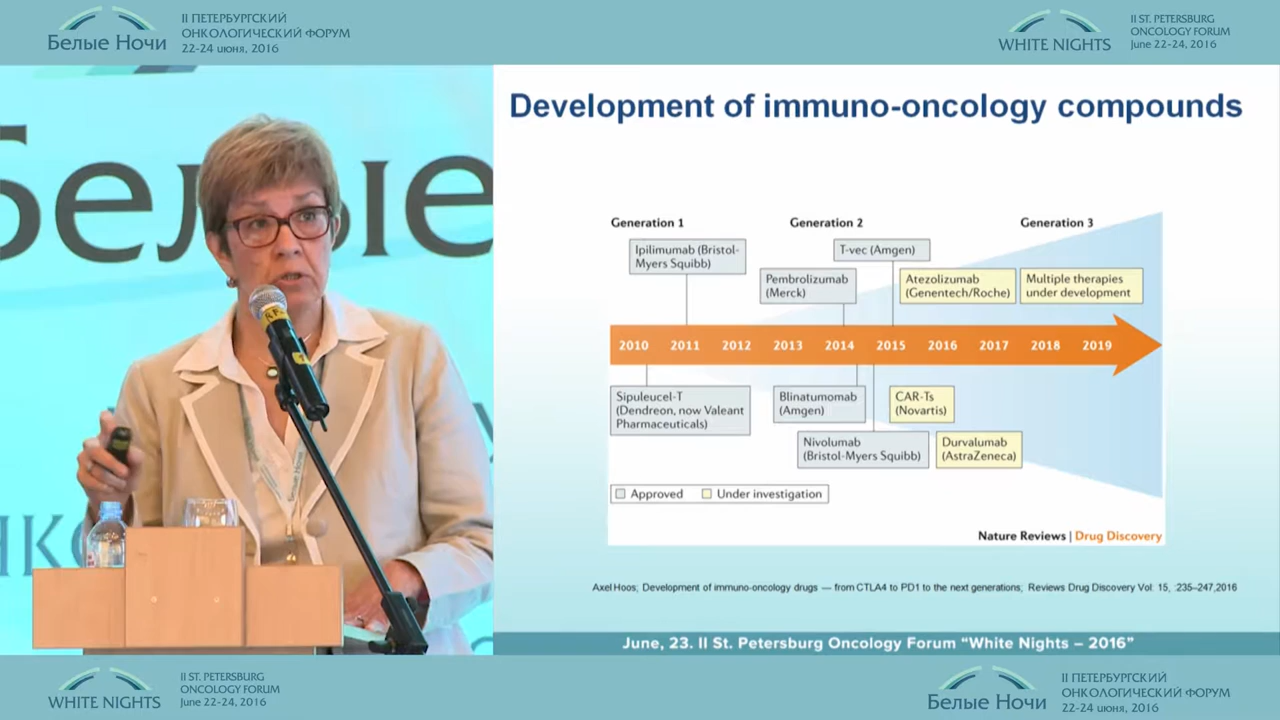 Белые Ночи
II ПЕТЕРБУРГСКИЙ
ОНКОЛОГИЧЕСКИЙ ФОРУМ
22-24 июня, 2016
WHITE NIGHTS
II ST. PETERSBURG
ONCOLOGY FORUM
June 22-24, 2016
Белые
Development of immuno-oncology compounds
Generation 1
Generation 2
Generation 3
Ipilimumab (Bristol-
Myers Squibb)
T-vec (Amgen)
Pembrolizumab
(Merck)
Atezolizumab
(Genentech/Roche)
Multiple therapies
under development
2010 2011 2012 2013 2014 2015 2016 2017 2018 2019
Sipuleucel-T
(Dendreon, now Valeant
Pharmaceuticals)
Blinatumomab
(Amgen)
CAR-Ts
(Novartis)
Nivolumab
(Bristol-Myers Squibb)
Durvalumab
(AstraZeneca)
Approved Under investigation
Nature Reviews | Drug Discovery
Axel Hoos; Development of immuno-oncology drugs — from CTLA4 to PD1 to the next generations; Reviews Drug Discovery Vol. 15, :235–247,2016
June, 23. II St. Petersburg Oncology Forum “White Nights – 2016”
WHITE NIGHTS
II ST. PETERSBURG
ONCOLOGY FORUM
June 22-24, 2016
Белые Ночи
II ПЕТЕРБУРГСКИЙ
ОНКОЛОГИЧЕСКИЙ ФОРУМ
22-24 июня, 2016